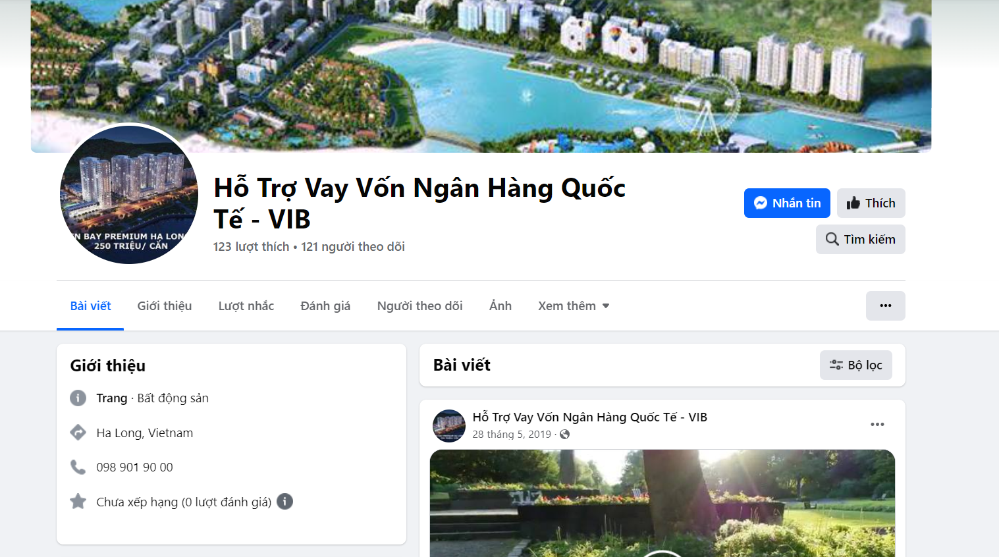 Hỗ Trợ Vay Vốn Ngân Hàng Quốc
Tế - VIB
123 lượt thích • 121 người theo dõi
Nhắn tin
Thích
Tìm kiếm
BAY PREMIUM HẠ LON
250 TRIỆU/ CĂN
Bài viết
Giới thiệu
Lượt nhắc
Đánh giá
Người theo dõi
Ảnh
Xem thêm
Giới thiệu
Trang · Bất động sản
Ha Long, Vietnam
098 901 90 00
Chưa xếp hạng (0 lượt đánh giá)
Bài viết
Bộ lọc
Hỗ Trợ Vay Vốn Ngân Hàng Quốc Tế - VIB
28 tháng 5, 2019 ·